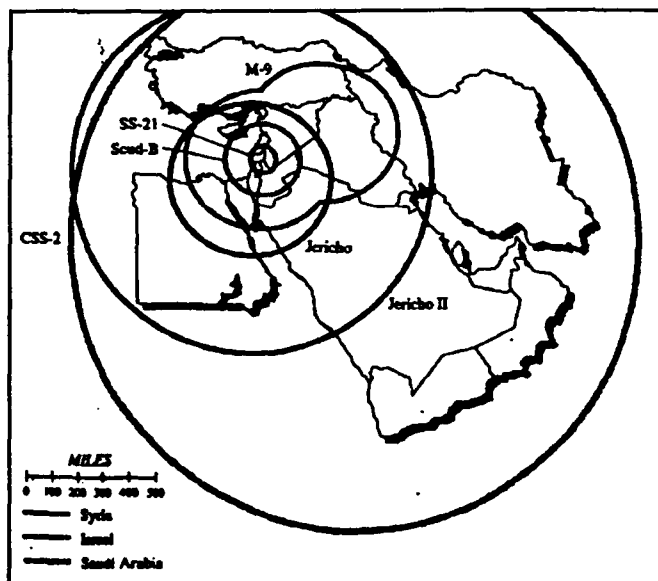 M-9
SS-21
Scud-B
CSS-2
Jericho
Jericho II
MILES
0 100 200 300 400 500
Syria
Israel
Saudi Arabia